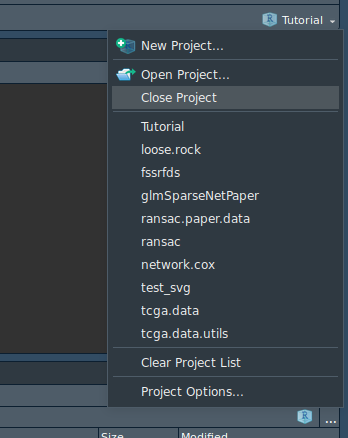 Tutorial
New Project...
Open Project...
Close Project
Tutorial
loose.rock
fssrfds
glmSparseNetPaper
ransac.paper.data
ransac
network.cox
test_svg
tcga.data
tcga.data.utils
Clear Project List
Project Options...
...
Size Modified